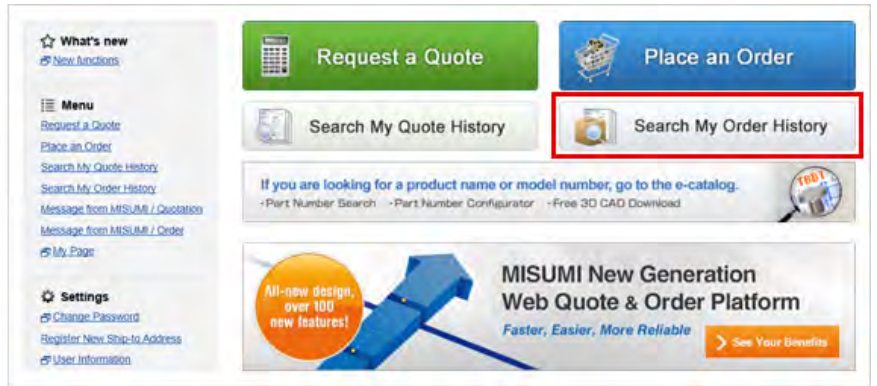 What's new
New functions
Menu
Request a Quote
Place an Order
Search My Quote History
Search My Order History
Message from MISUMI / Quotation
Message from MISUMI / Order
My Page
Settings
Change Password
Register New Ship-to Address
User Information
Request a Quote
Place an Order
Search My Quote History
Search My Order History
If you are looking for a product name or model number, go to the e-catalog.
・Part Number Search ・Part Number Configurator ・Free 3D CAD Download
All-new design,
over 100
new features!
MISUMI New Generation
Web Quote & Order Platform
Faster, Easier, More Reliable
See Your Benefits